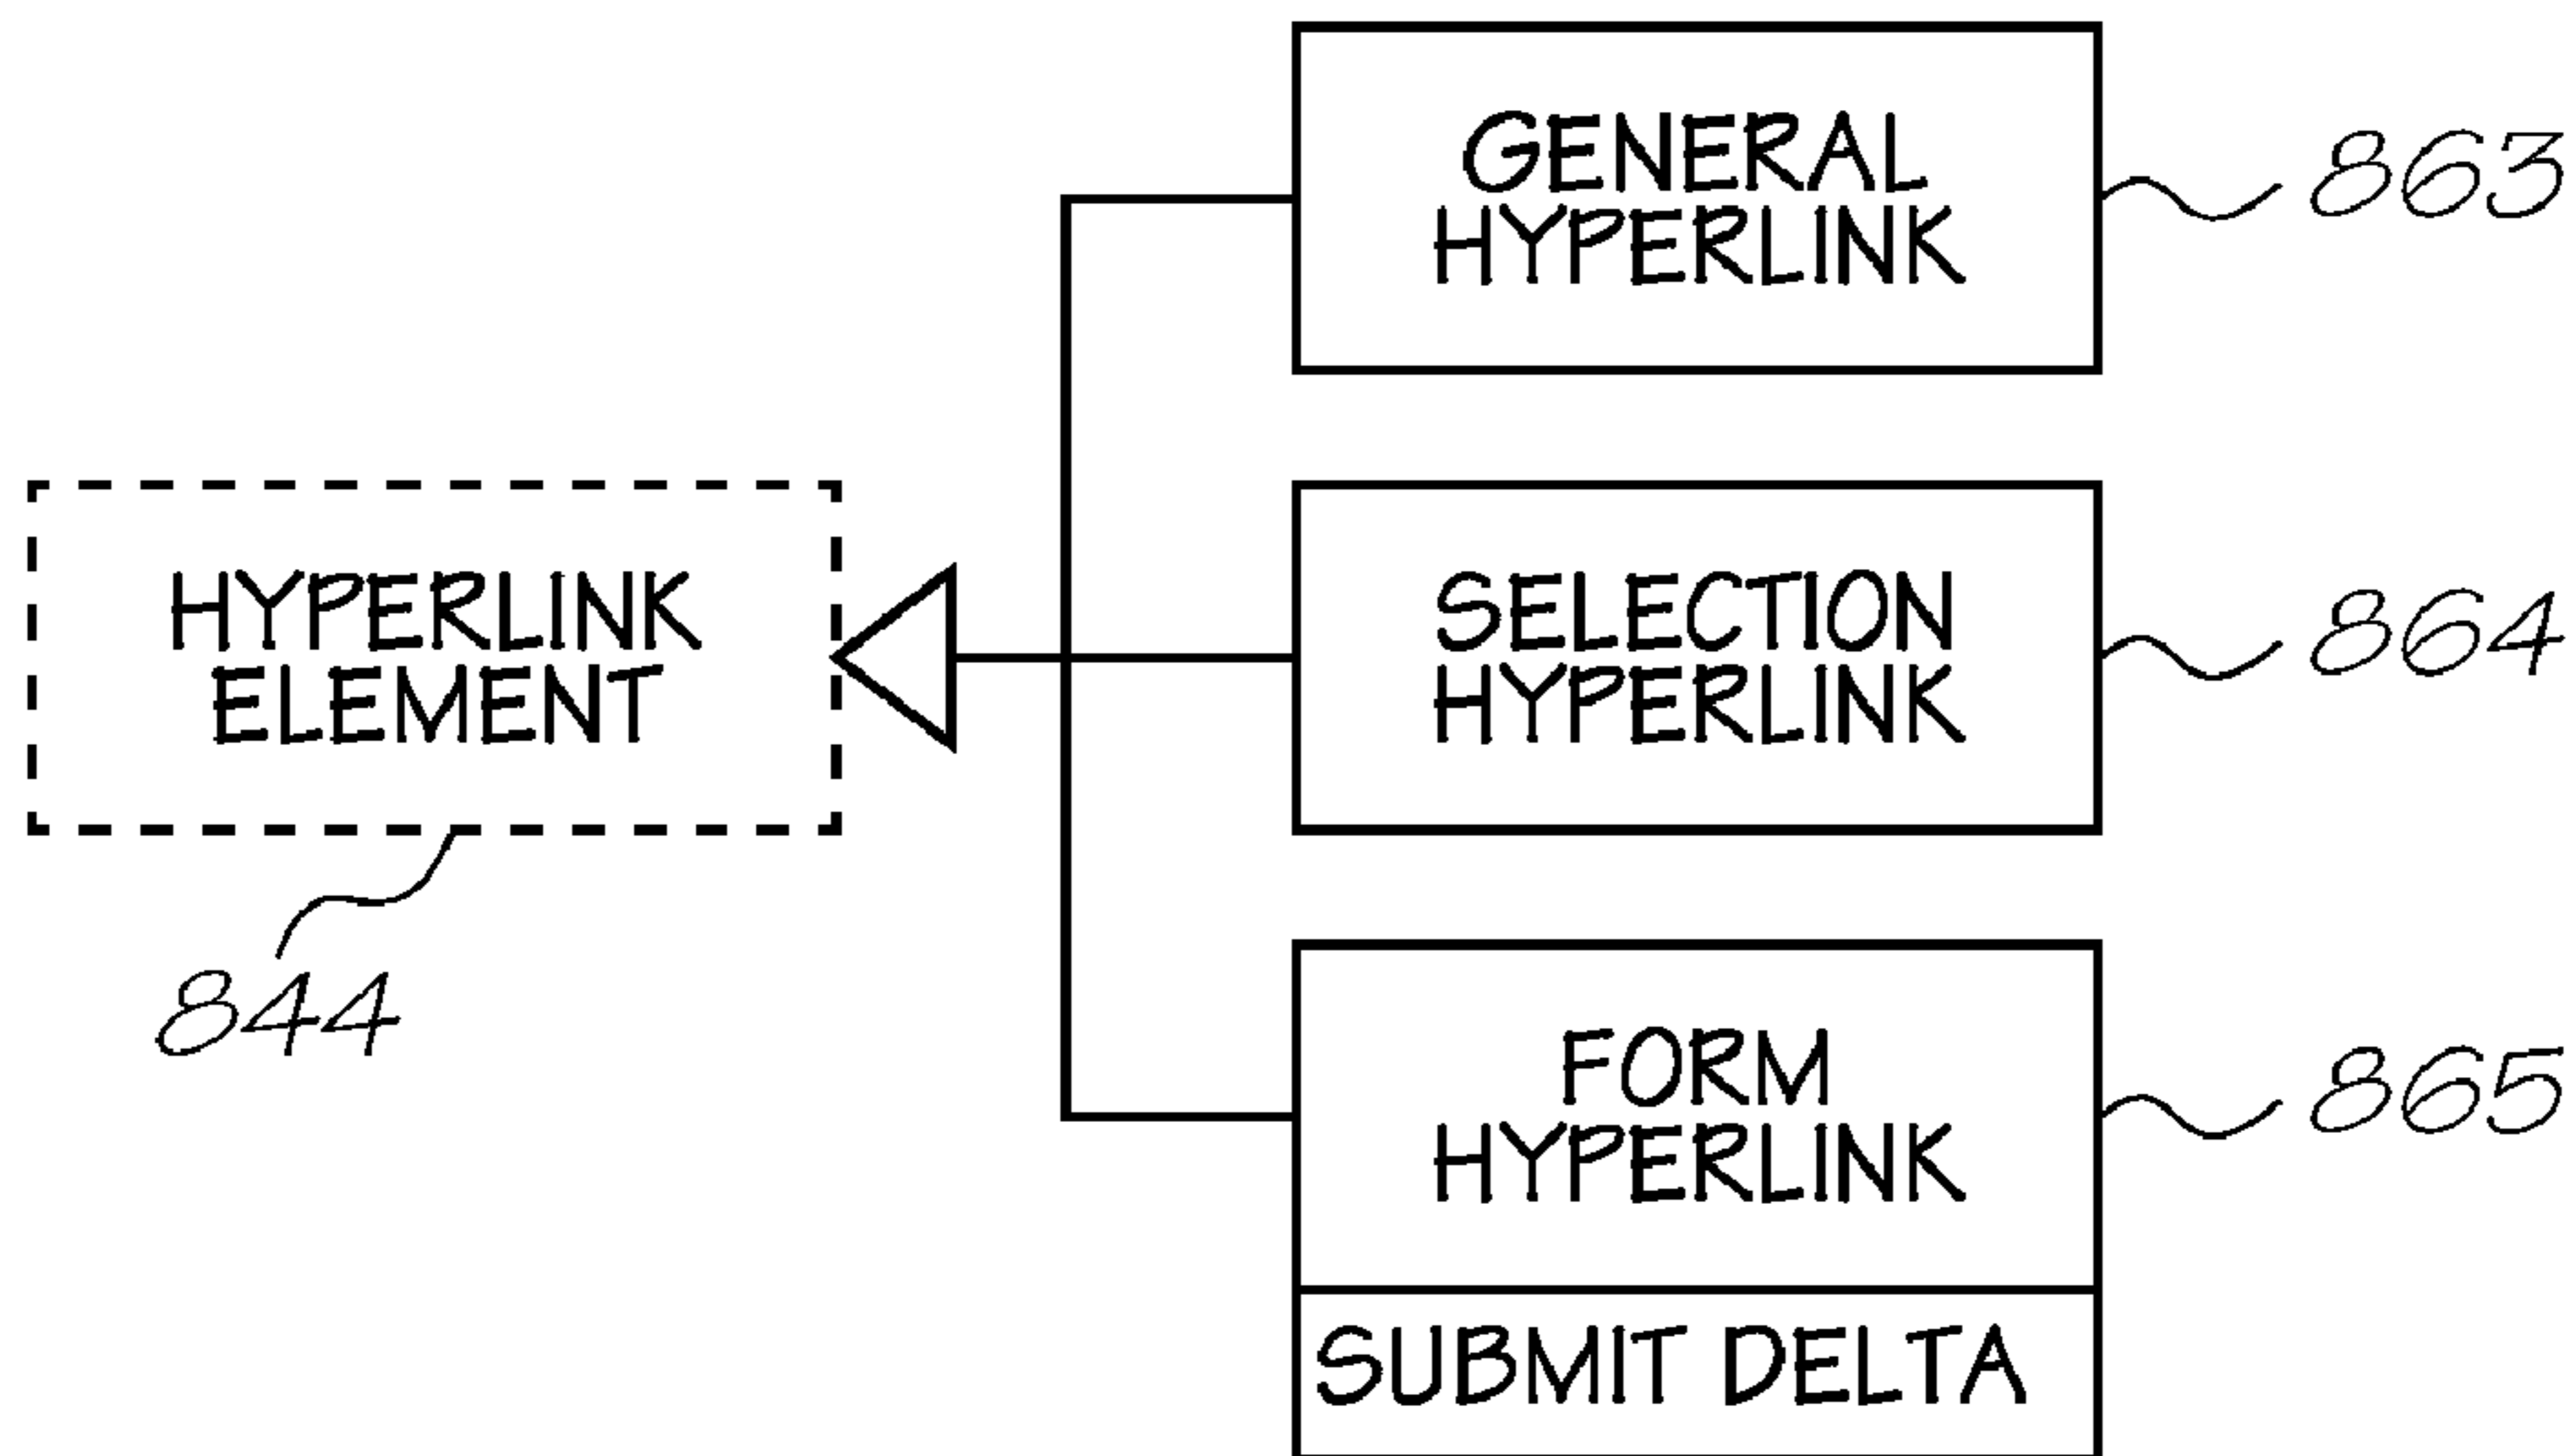 GENERAL
HYPERLINK
863
HYPERLINK
ELEMENT
844
SELECTION
HYPERLINK
864
FORM
HYPERLINK
865
SUBMIT DELTA